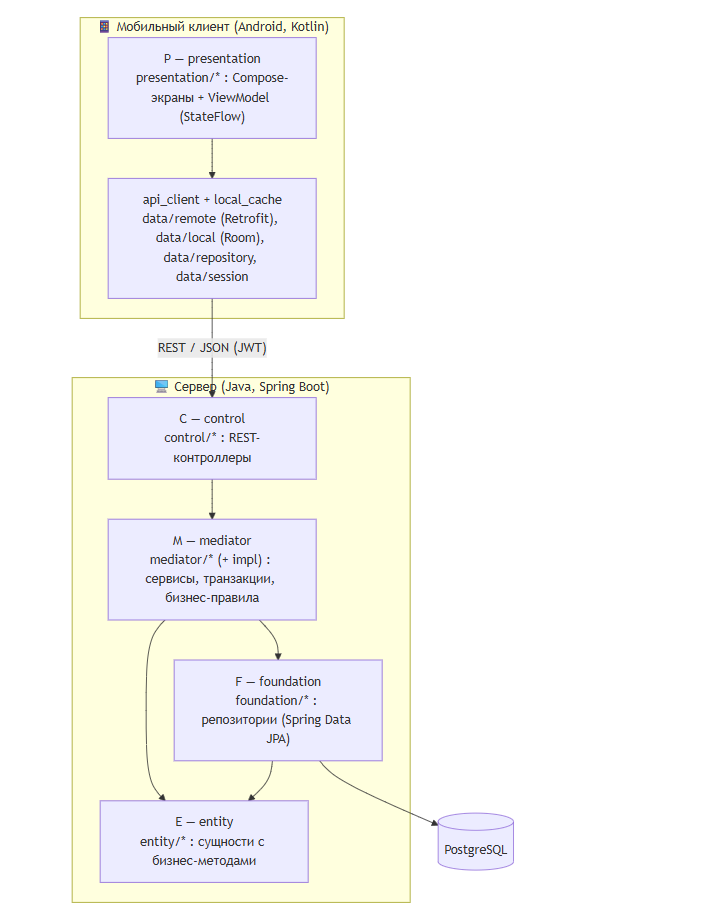 📱 Мобильный клиент (Android, Kotlin)
P — presentation
presentation/* : Compose-
экраны + ViewModel
(StateFlow)
api_client + local_cache
data/remote (Retrofit),
data/local (Room),
data/repository,
data/session
REST / JSON (JWT)
🖥️ Сервер (Java, Spring Boot)
C — control
control/* : REST-
контроллеры
M — mediator
mediator/* (+ impl) :
сервисы, транзакции,
бизнес-правила
F — foundation
foundation/* :
репозитории (Spring Data
JPA)
E — entity
entity/* : сущности с
бизнес-методами
PostgreSQL